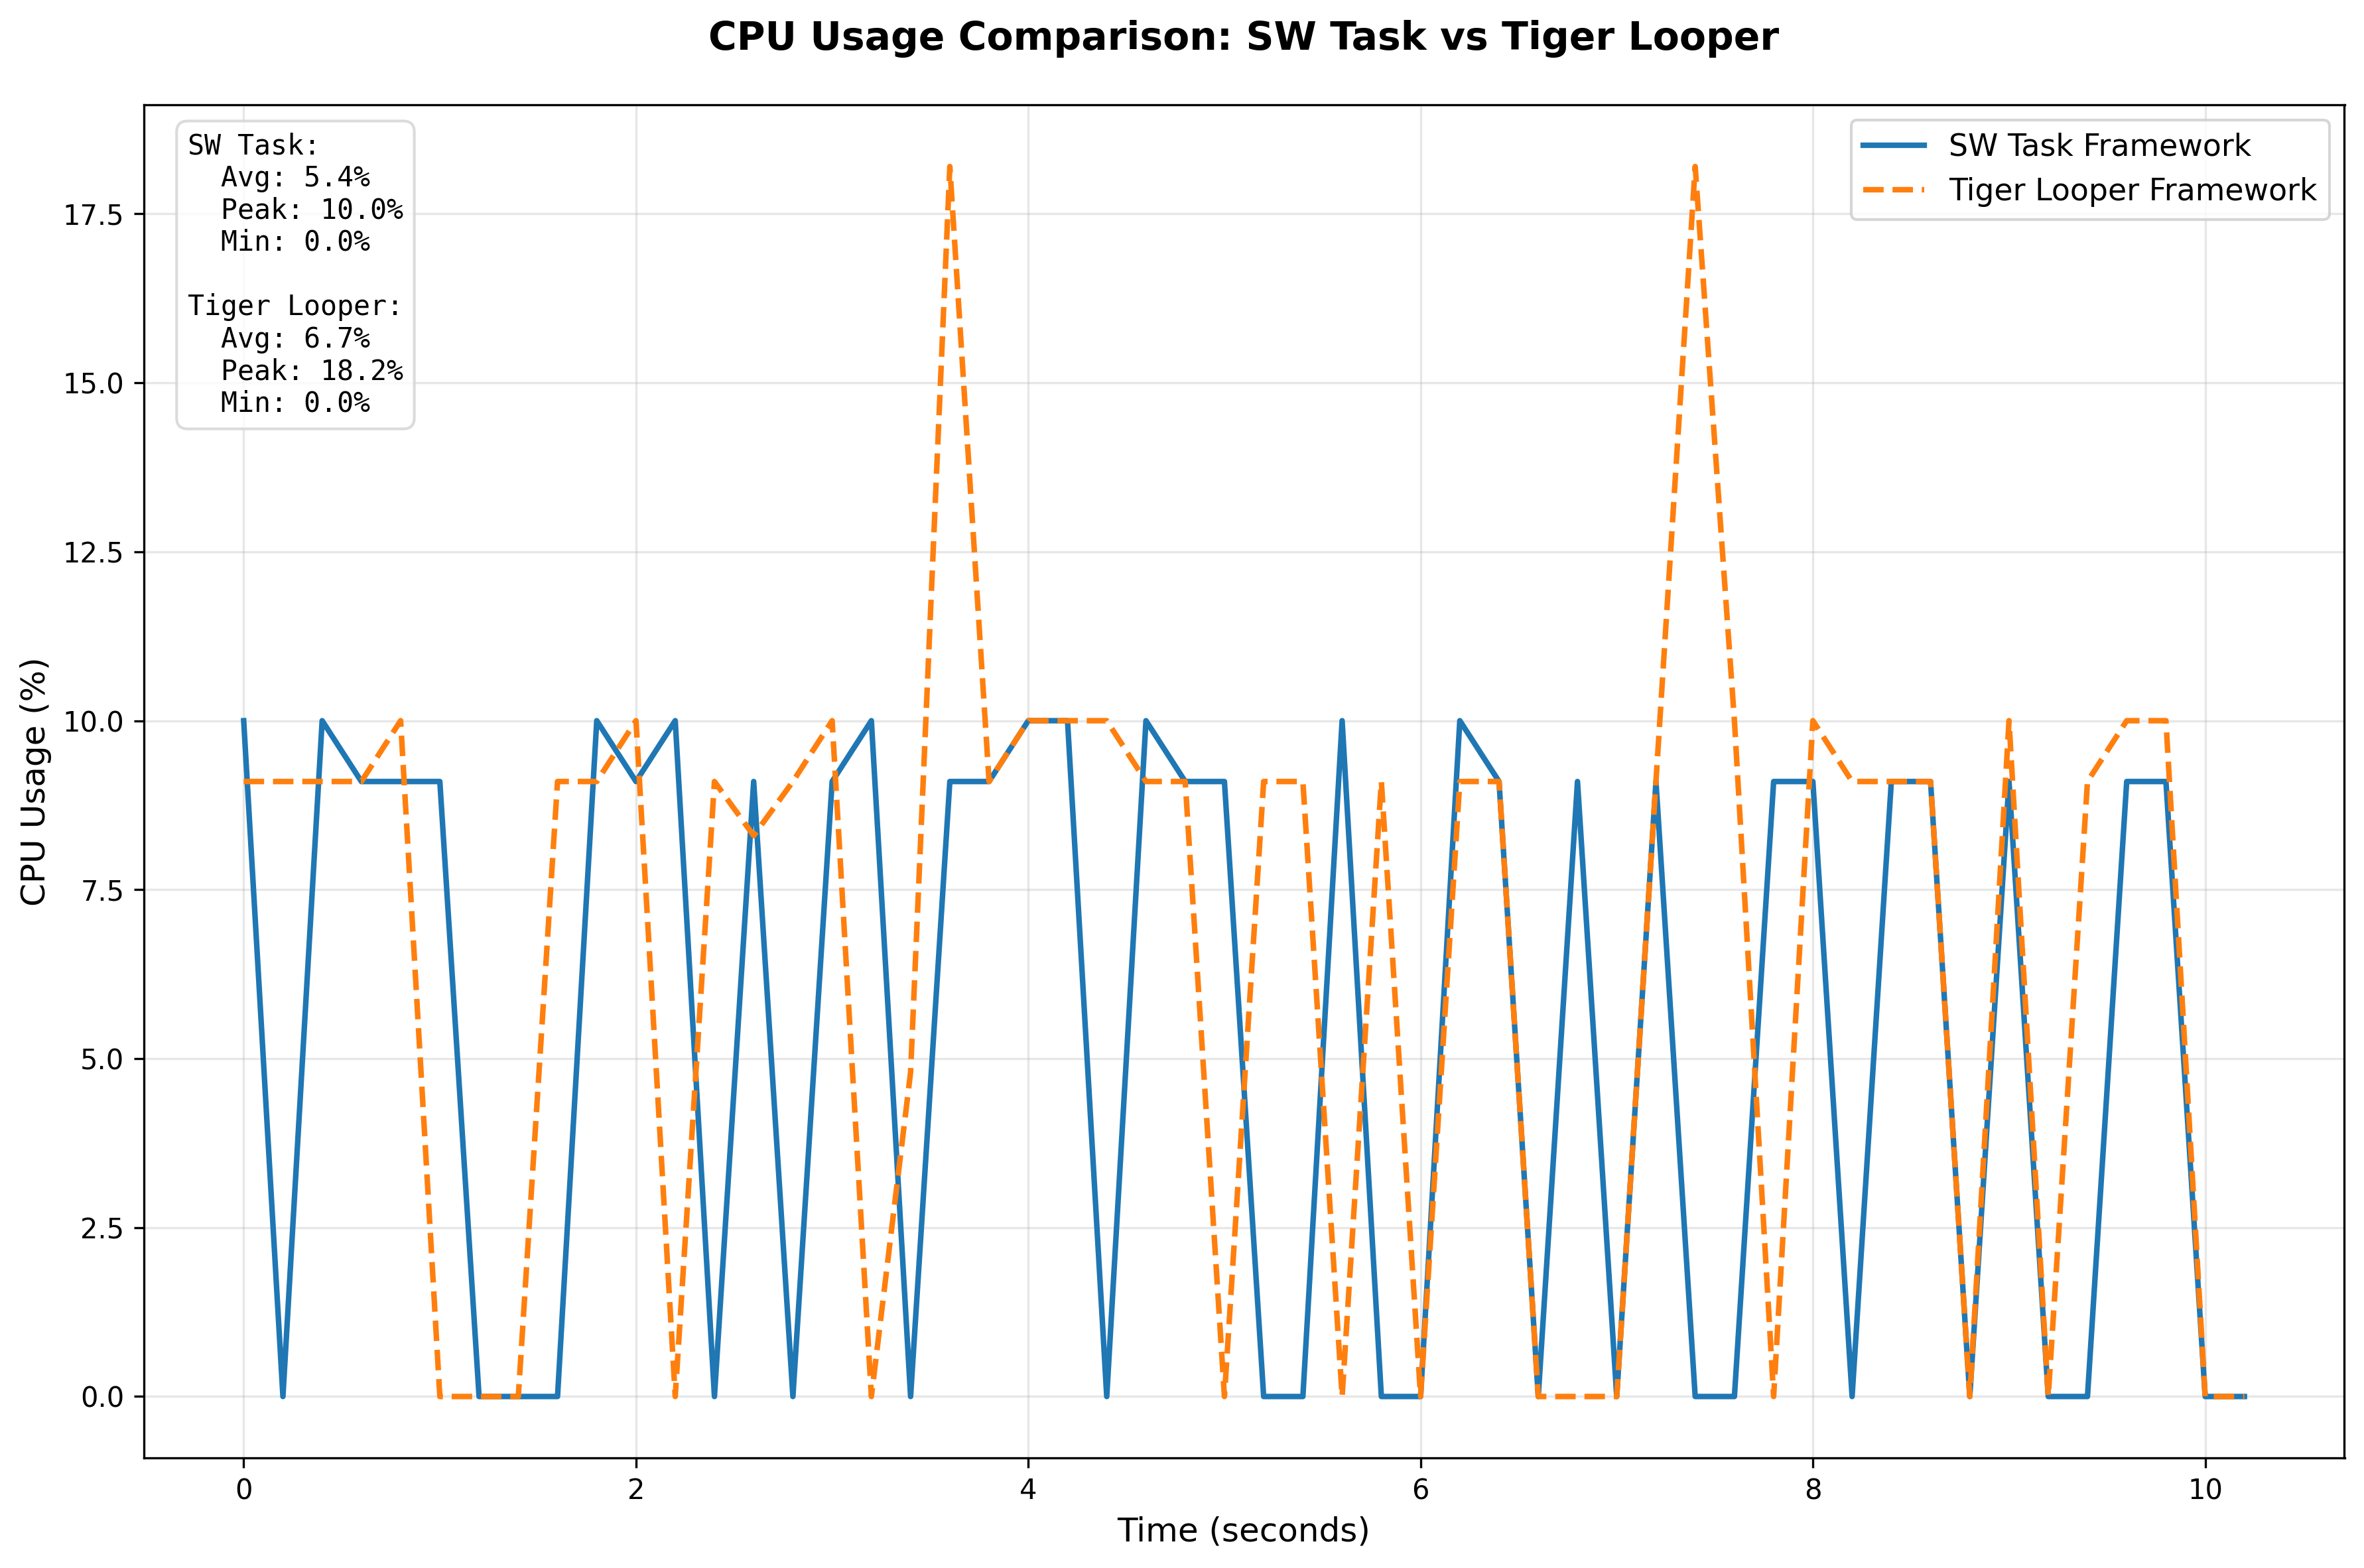 CPU Usage Comparison: SW Task vs Tiger Looper
SW Task:
Avg: 5.4%
Peak: 10.0%
Min: 0.0%
Tiger Looper:
Avg: 6.7%
Peak: 18.2%
Min: 0.0%
SW Task Framework
Tiger Looper Framework
CPU Usage (%)
17.5
15.0
12.5
10.0
7.5
5.0
2.5
0.0
0
2
4
6
8
10
Time (seconds)